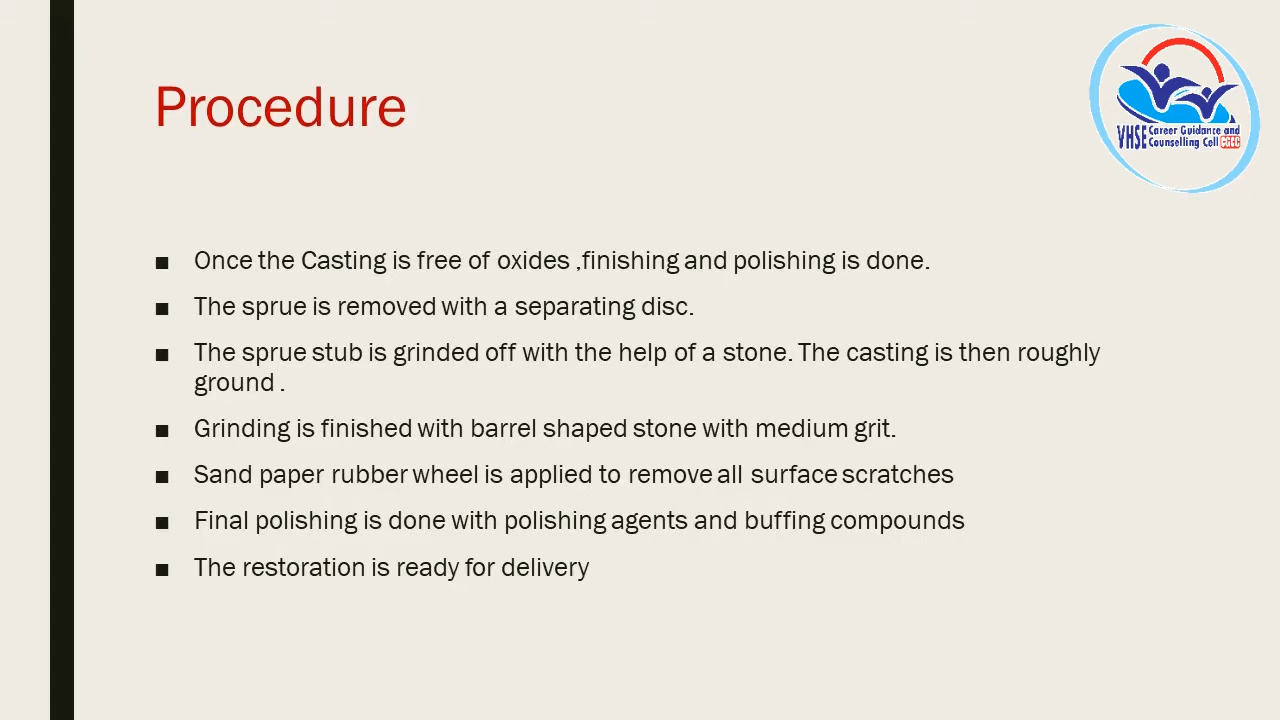 Procedure
VHSE Career Guidance and
Counselling Cell CGCC
■ Once the Casting is free of oxides ,finishing and polishing is done.
■ The sprue is removed with a separating disc.
■ The sprue stub is grinded off with the help of a stone. The casting is then roughly
ground .
■ Grinding is finished with barrel shaped stone with medium grit.
■ Sand paper rubber wheel is applied to remove all surface scratches
■ Final polishing is done with polishing agents and buffing compounds
■ The restoration is ready for delivery